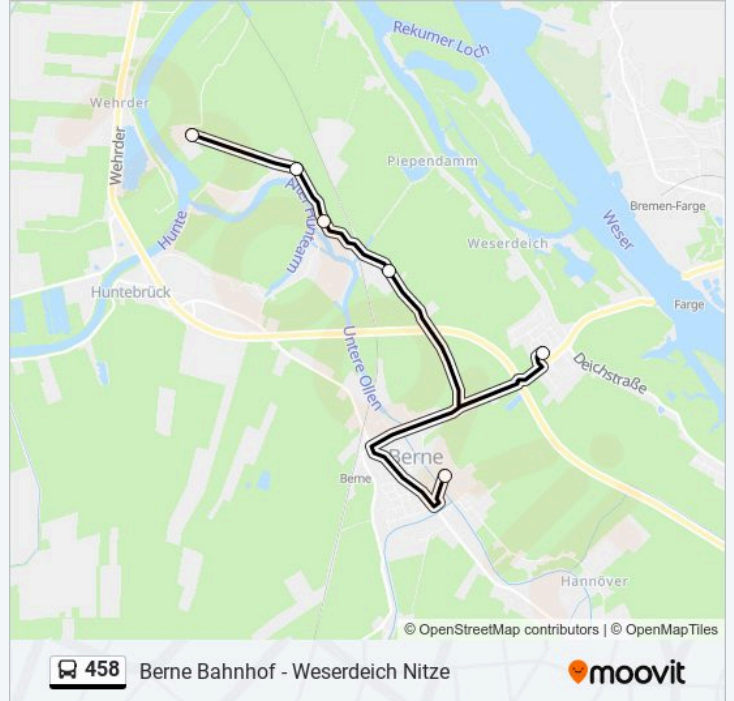 Rekumer Loch
Wehrder
Wehrder
Piependamm
Alter Huntearm
Bremen-Farge
Hunte
Weser
Weserdeich
Huntebrück
Farge
Untere Ollen
Deichstraße
Berne
Berne
Hannöver
© OpenStreetMap contributors | © OpenMapTiles
458 Berne Bahnhof - Weserdeich Nitze moovit